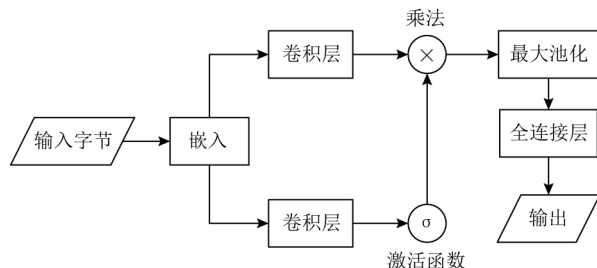 乘法
卷积层
×
最大池化
输入字节
嵌入
全连接层
卷积层
σ
输出
激活函数